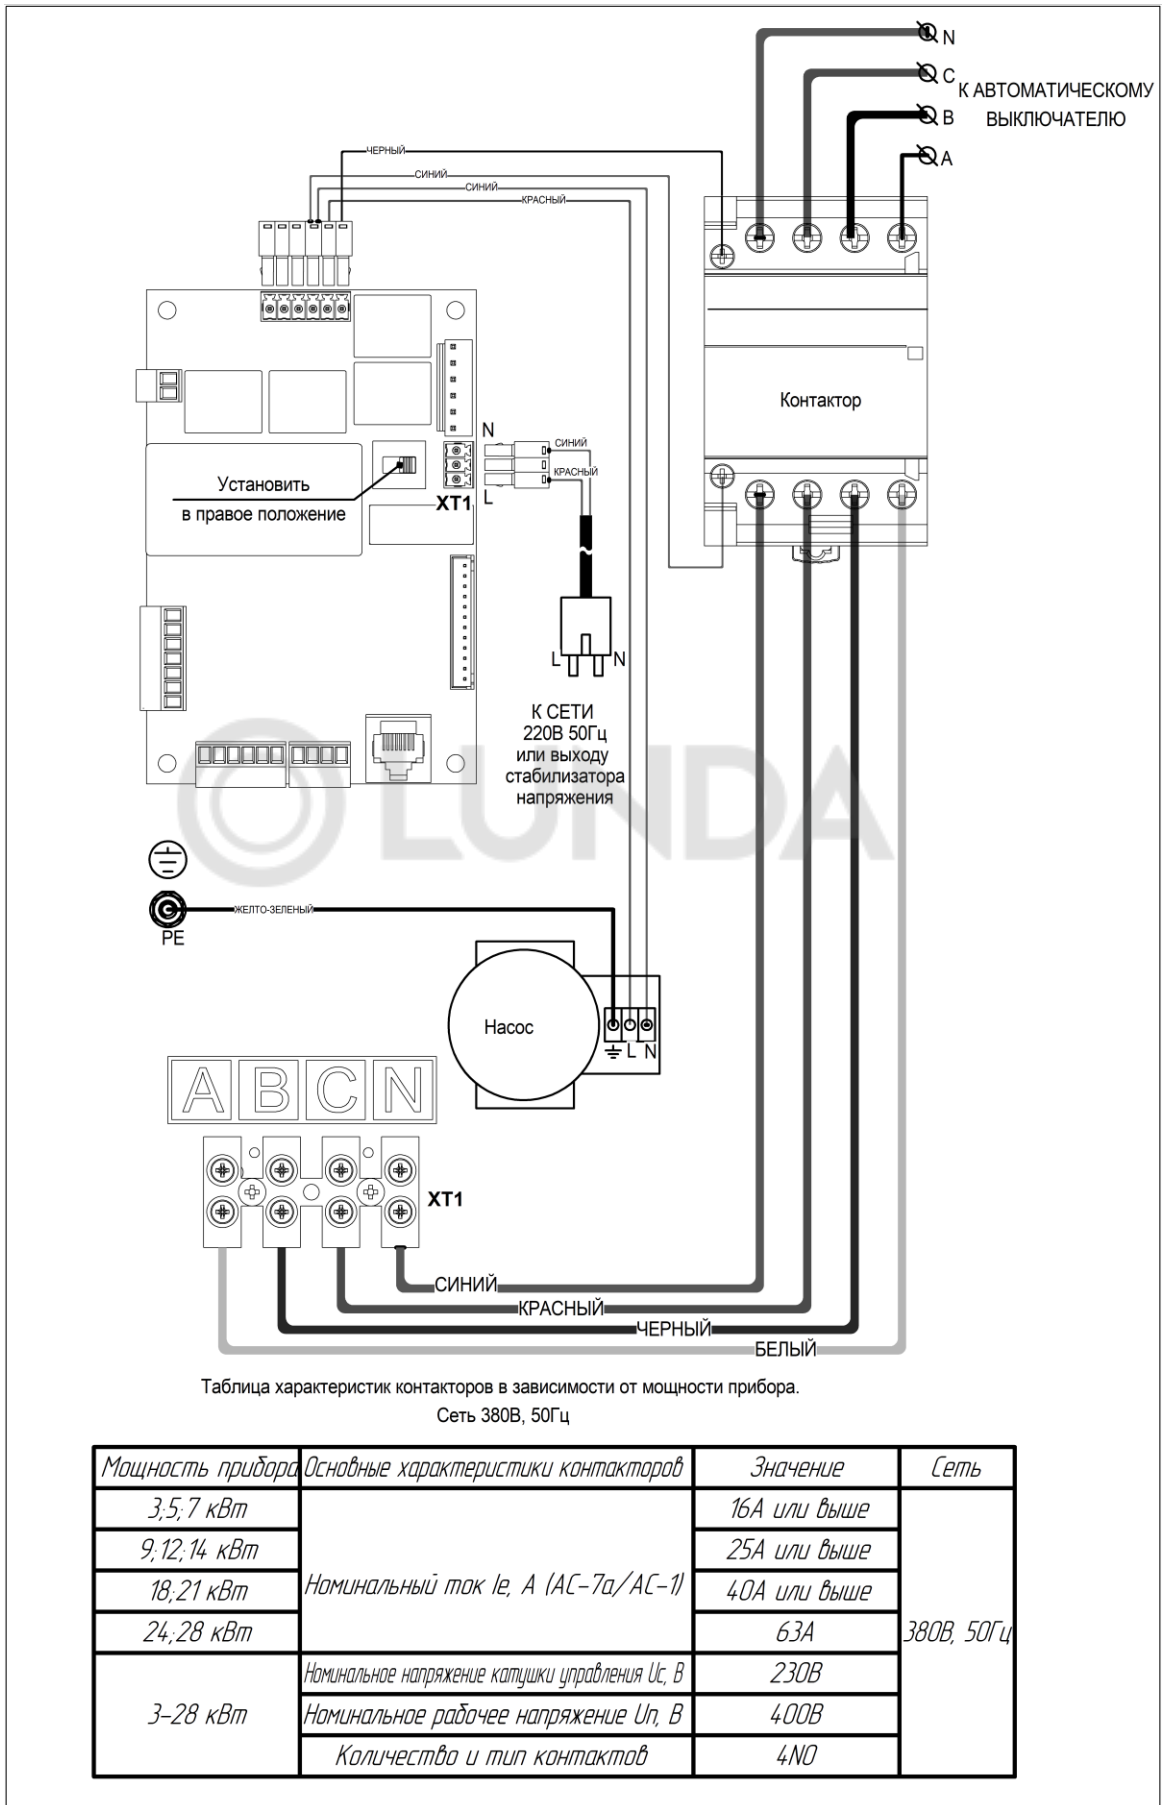 N
C
К АВТОМАТИЧЕСКОМУ
B
ВЫКЛЮЧАТЕЛЮ
A
ЧЕРНЫЙ
СИНИЙ
СИНИЙ
КРАСНЫЙ
Контактор
N
СИНИЙ
КРАСНЫЙ
L
XT1
Установить
в правое положение
L
N
К СЕТИ
220В 50Гц
или выходу
стабилизатора
напряжения
LUNDA
ЖЕЛТО-ЗЕЛЕНЫЙ
PE
Насос
L N
A B C N
XT1
СИНИЙ
КРАСНЫЙ
ЧЕРНЫЙ
БЕЛЫЙ
Таблица характеристик контакторов в зависимости от мощности прибора.
Сеть 380В, 50Гц
Мощность прибора Основные характеристики контакторов Значение Сеть
3;5;7 кВт 16А или выше
9;12;14 кВт 25А или выше
Номинальный ток Ie, А (АС-7а/АС-1)
18;21 кВт 40А или выше
24;28 кВт 63А
380В, 50Гц
Номинальное напряжение катушки управления Uc, В 230В
3-28 кВт Номинальное рабочее напряжение Un, В 400В
Количество и тип контактов 4NO